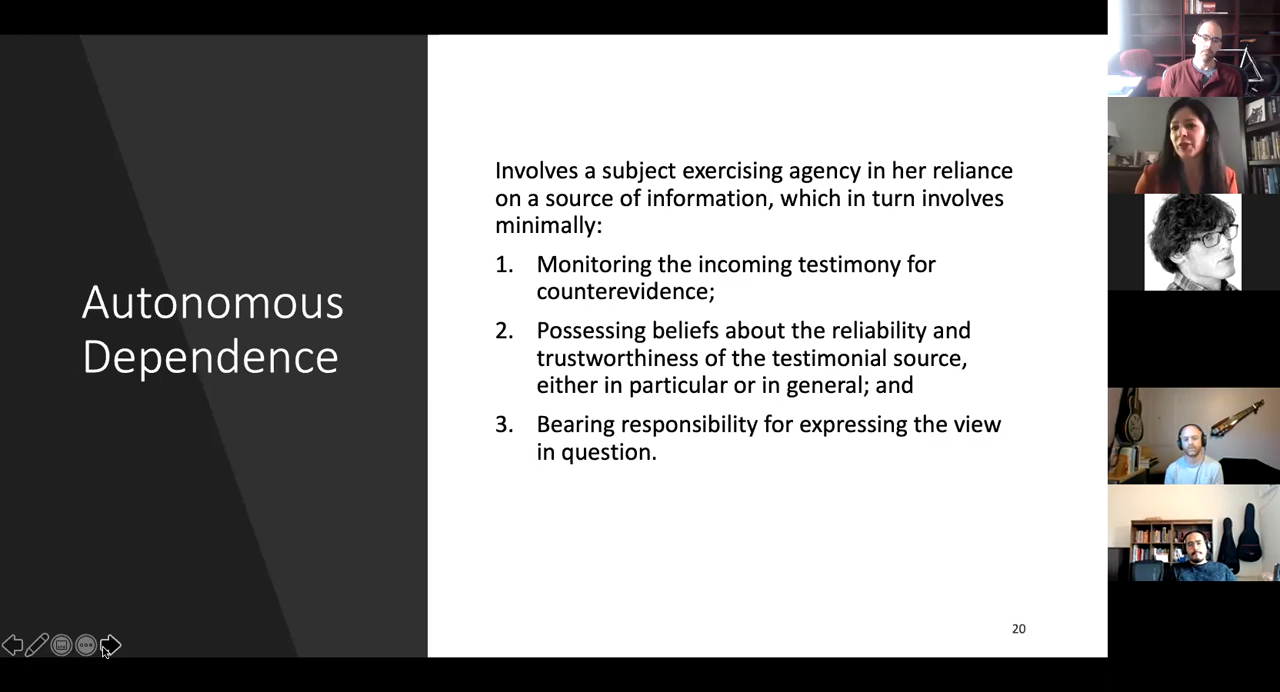 Autonomous
Dependence
Involves a subject exercising agency in her reliance
on a source of information, which in turn involves
minimally:
1. Monitoring the incoming testimony for
counterevidence;
2. Possessing beliefs about the reliability and
trustworthiness of the testimonial source,
either in particular or in general; and
3. Bearing responsibility for expressing the view
in question.
20